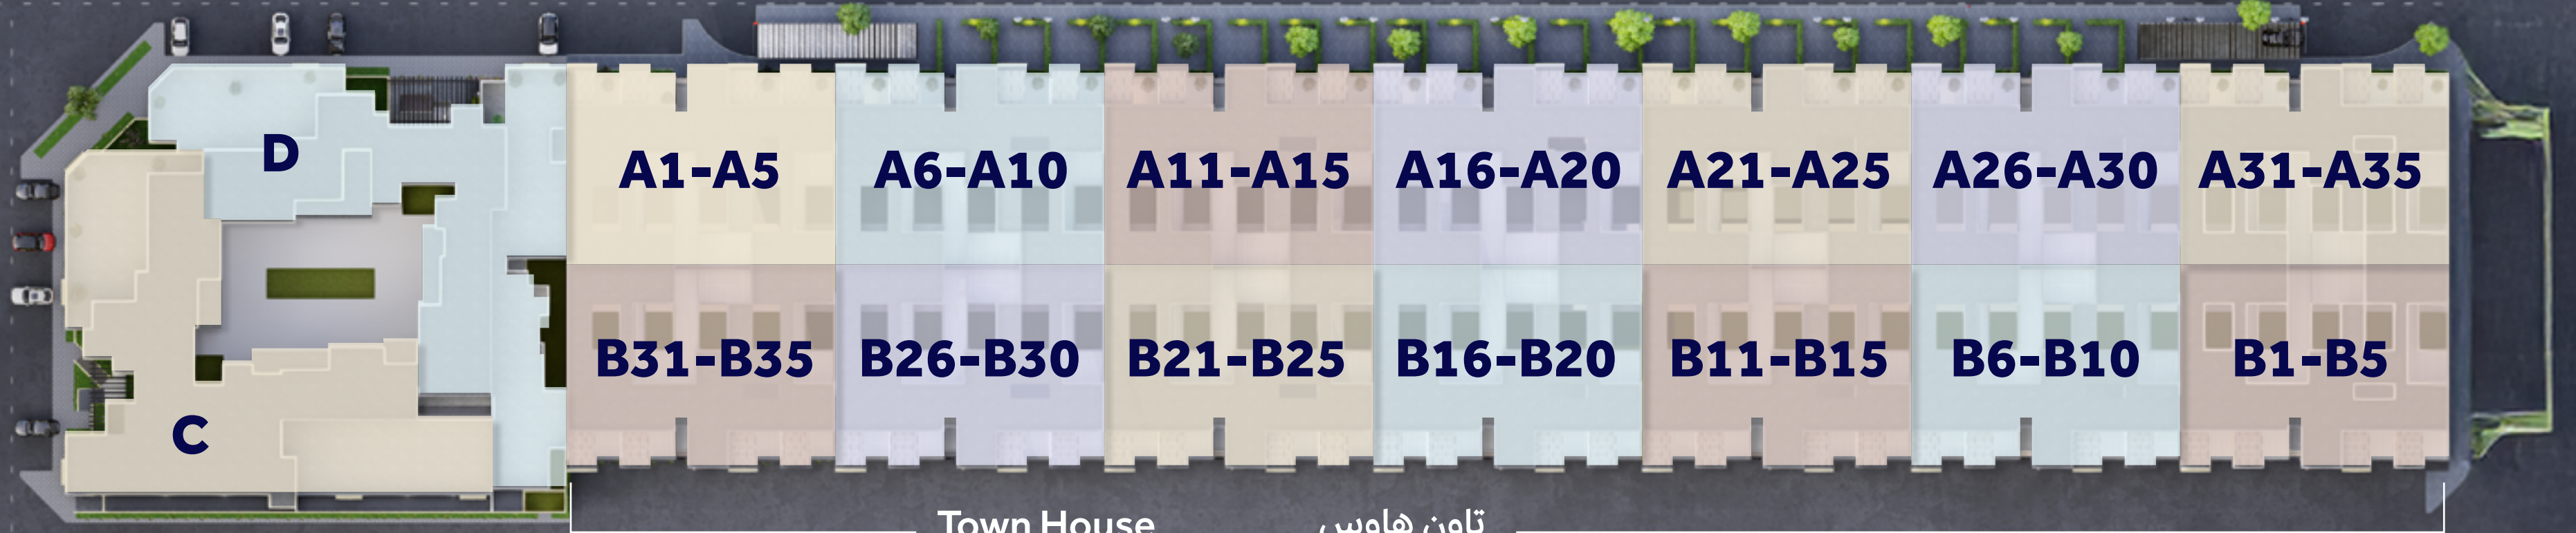 D
A1-A5 A6-A10 A11-A15 A16-A20 A21-A25 A26-A30 A31-A35
B31-B35 B26-B30 B21-B25 B16-B20 B11-B15 B6-B10 B1-B5
C
Town House تاون هاوس